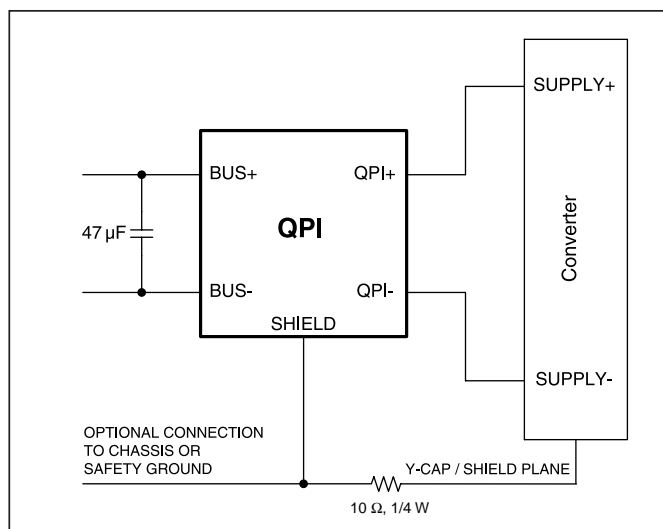 SUPPLY+
BUS+
QPI+
47 µF
QPI
Converter
BUS-
QPI-
SHIELD
SUPPLY-
OPTIONAL CONNECTION
TO CHASSIS OR
SAFETY GROUND
Y-CAP / SHIELD PLANE
10 Ω, 1/4 W